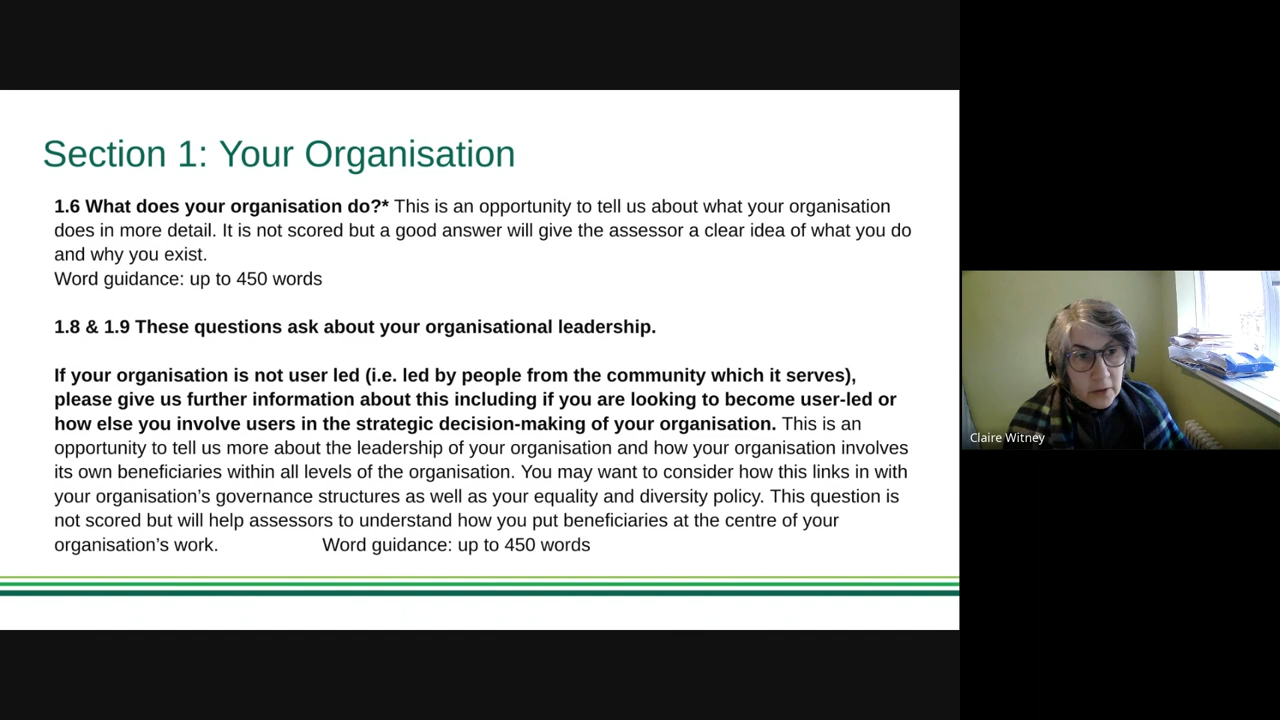 Section 1: Your Organisation
1.6 What does your organisation do?* This is an opportunity to tell us about what your organisation
does in more detail. It is not scored but a good answer will give the assessor a clear idea of what you do
and why you exist.
Word guidance: up to 450 words
1.8 & 1.9 These questions ask about your organisational leadership.
If your organisation is not user led (i.e. led by people from the community which it serves),
please give us further information about this including if you are looking to become user-led or
how else you involve users in the strategic decision-making of your organisation. This is an
opportunity to tell us more about the leadership of your organisation and how your organisation involves
its own beneficiaries within all levels of the organisation. You may want to consider how this links in with
your organisation’s governance structures as well as your equality and diversity policy. This question is
not scored but will help assessors to understand how you put beneficiaries at the centre of your
organisation’s work. Word guidance: up to 450 words
Claire Witney